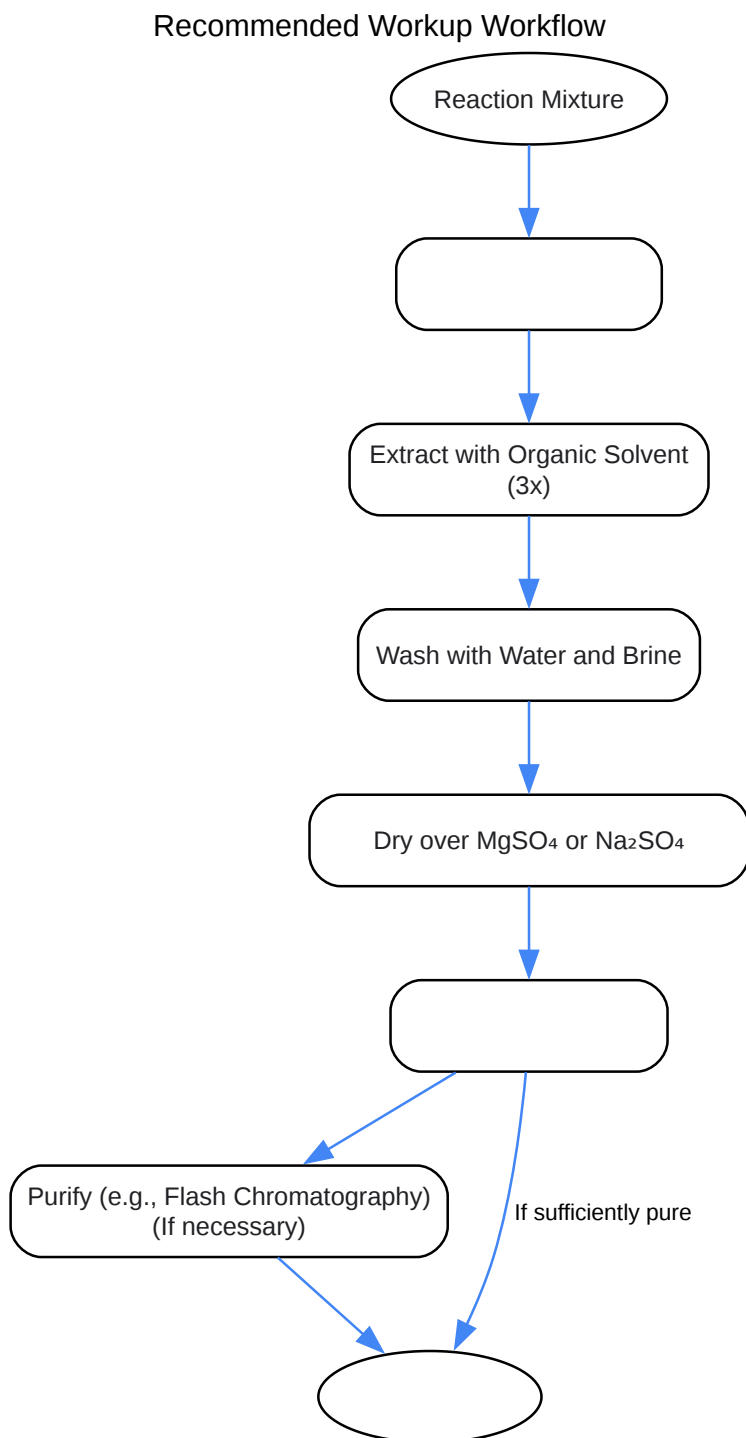 Recommended Workup Workflow
Reaction Mixture
Extract with Organic Solvent
(3x)
Wash with Water and Brine
Dry over MgSO₄ or Na₂SO₄
Purify (e.g., Flash Chromatography)
(If necessary)
If sufficiently pure